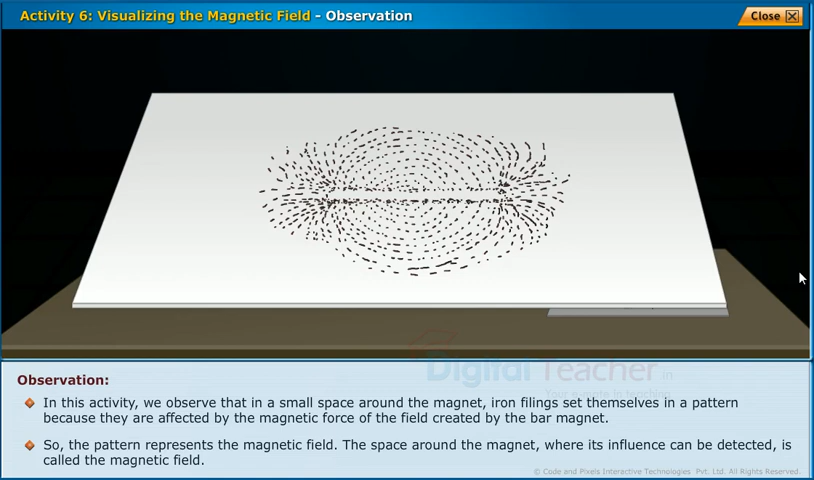 Activity 6: Visualizing the Magnetic Field - Observation
Close
Digital Teacher.in
Observation:
In this activity, we observe that in a small space around the magnet, iron filings set themselves in a pattern
because they are affected by the magnetic force of the field created by the bar magnet.
So, the pattern represents the magnetic field. The space around the magnet, where its influence can be detected, is
called the magnetic field.
© Code and Pixels Interactive Technologies Pvt. Ltd. All Rights Reserved.